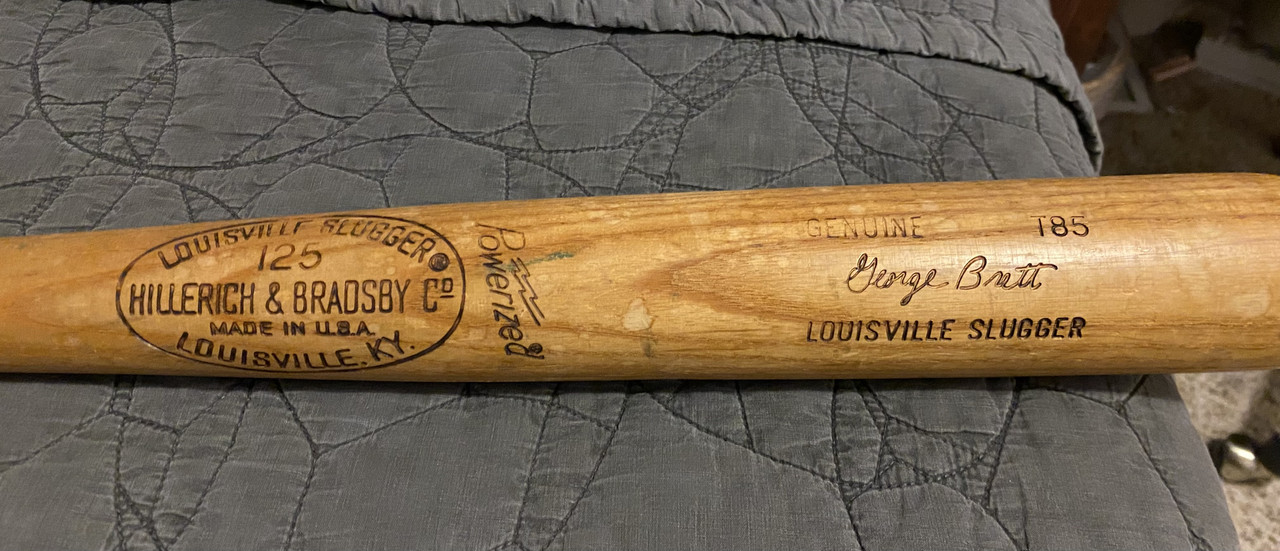 LOUISVILLE SLUGGER®
125
HILLERICH & BRADSBY CO
MADE IN U.S.A.
LOUISVILLE, KY.
Powerized®
GENUINE T85
George Brett
LOUISVILLE SLUGGER